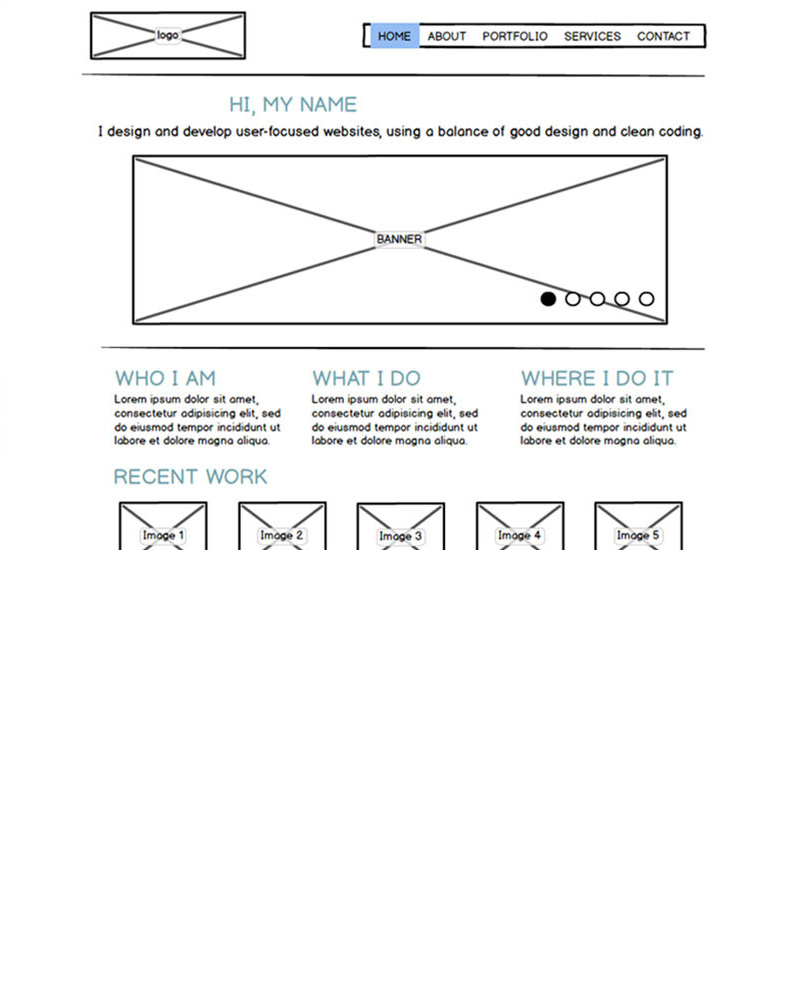 logo
HOME ABOUT PORTFOLIO SERVICES CONTACT
HI, MY NAME
I design and develop user-focused websites, using a balance of good design and clean coding.
BANNER
WHO I AM
Lorem ipsum dolor sit amet,
consectetur adipisicing elit, sed
do eiusmod tempor incididunt ut
labore et dolore magna aliqua.
WHAT I DO
Lorem ipsum dolor sit amet,
consectetur adipisicing elit, sed
do eiusmod tempor incididunt ut
labore et dolore magna aliqua.
WHERE I DO IT
Lorem ipsum dolor sit amet,
consectetur adipisicing elit, sed
do eiusmod tempor incididunt ut
labore et dolore magna aliqua.
RECENT WORK
Image 1 Image 2 Image 3 Image 4 Image 5